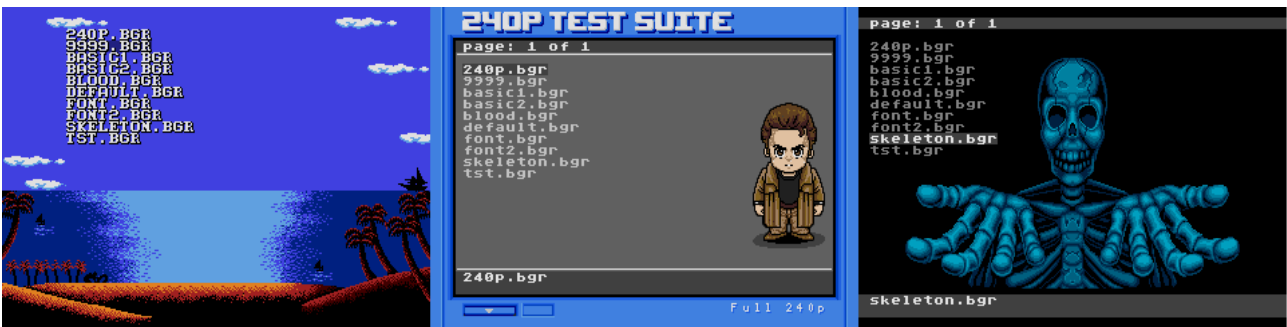 240P.BGR
9999.BGR
BASIC1.BGR
BASIC2.BGR
BLOOD.BGR
DEFAULT.BGR
FONT.BGR
FONT2.BGR
SKELETON.BGR
TST.BGR
240P TEST SUITE
page: 1 of 1
240p.bgr
9999.bgr
basic1.bgr
basic2.bgr
blood.bgr
default.bgr
font.bgr
font2.bgr
skeleton.bgr
tst.bgr
240p.bgr
Full 240p
page: 1 of 1
240p.bgr
9999.bgr
basic1.bgr
basic2.bgr
blood.bgr
default.bgr
font.bgr
font2.bgr
skeleton.bgr
tst.bgr
skeleton.bgr